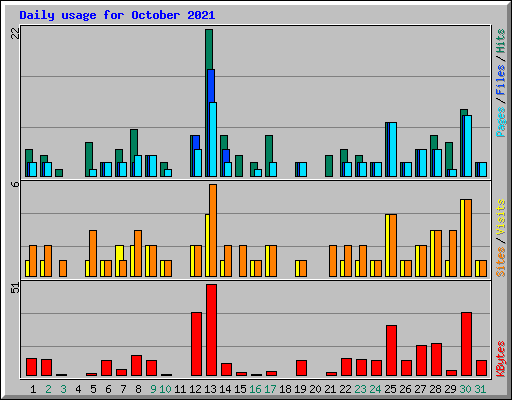 Daily usage for October 2021
22
Pages / Files / Hits
6
Sites / Visits
51
KBytes
1 2 3 4 5 6 7 8 9 10 11 12 13 14 15 16 17 18 19 20 21 22 23 24 25 26 27 28 29 30 31